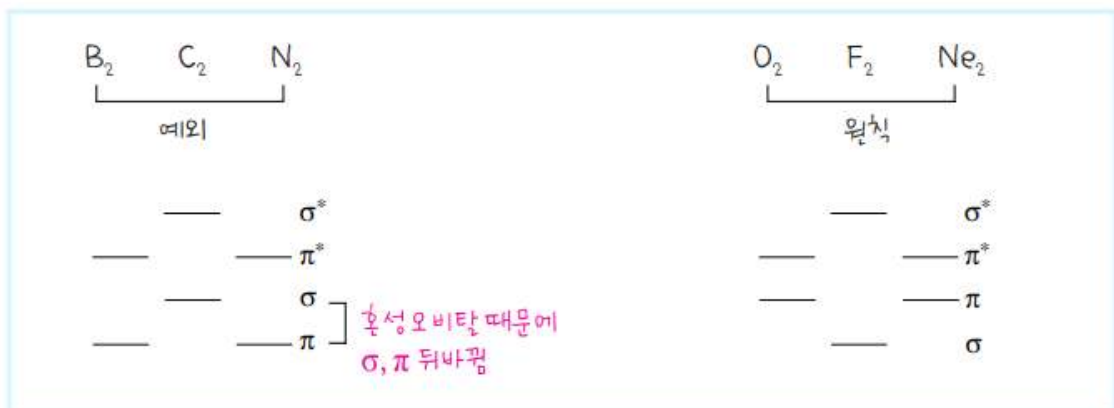 B₂ C₂ N₂
예외
σ*
π*
σ
π
혼성오비탈 때문에
σ, π 뒤바뀜
O₂ F₂ Ne₂
원칙
σ*
π*
π
σ